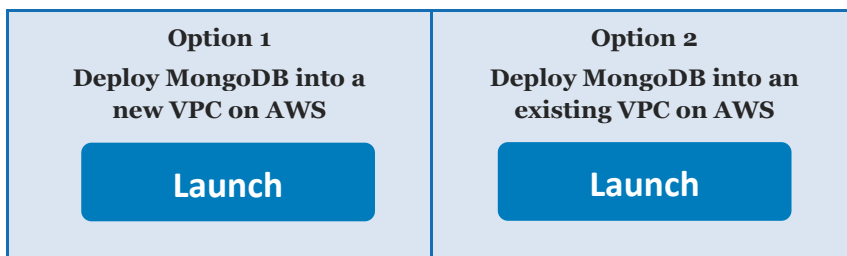 Option 1
Deploy MongoDB into a
new VPC on AWS
Launch
Option 2
Deploy MongoDB into an
existing VPC on AWS
Launch